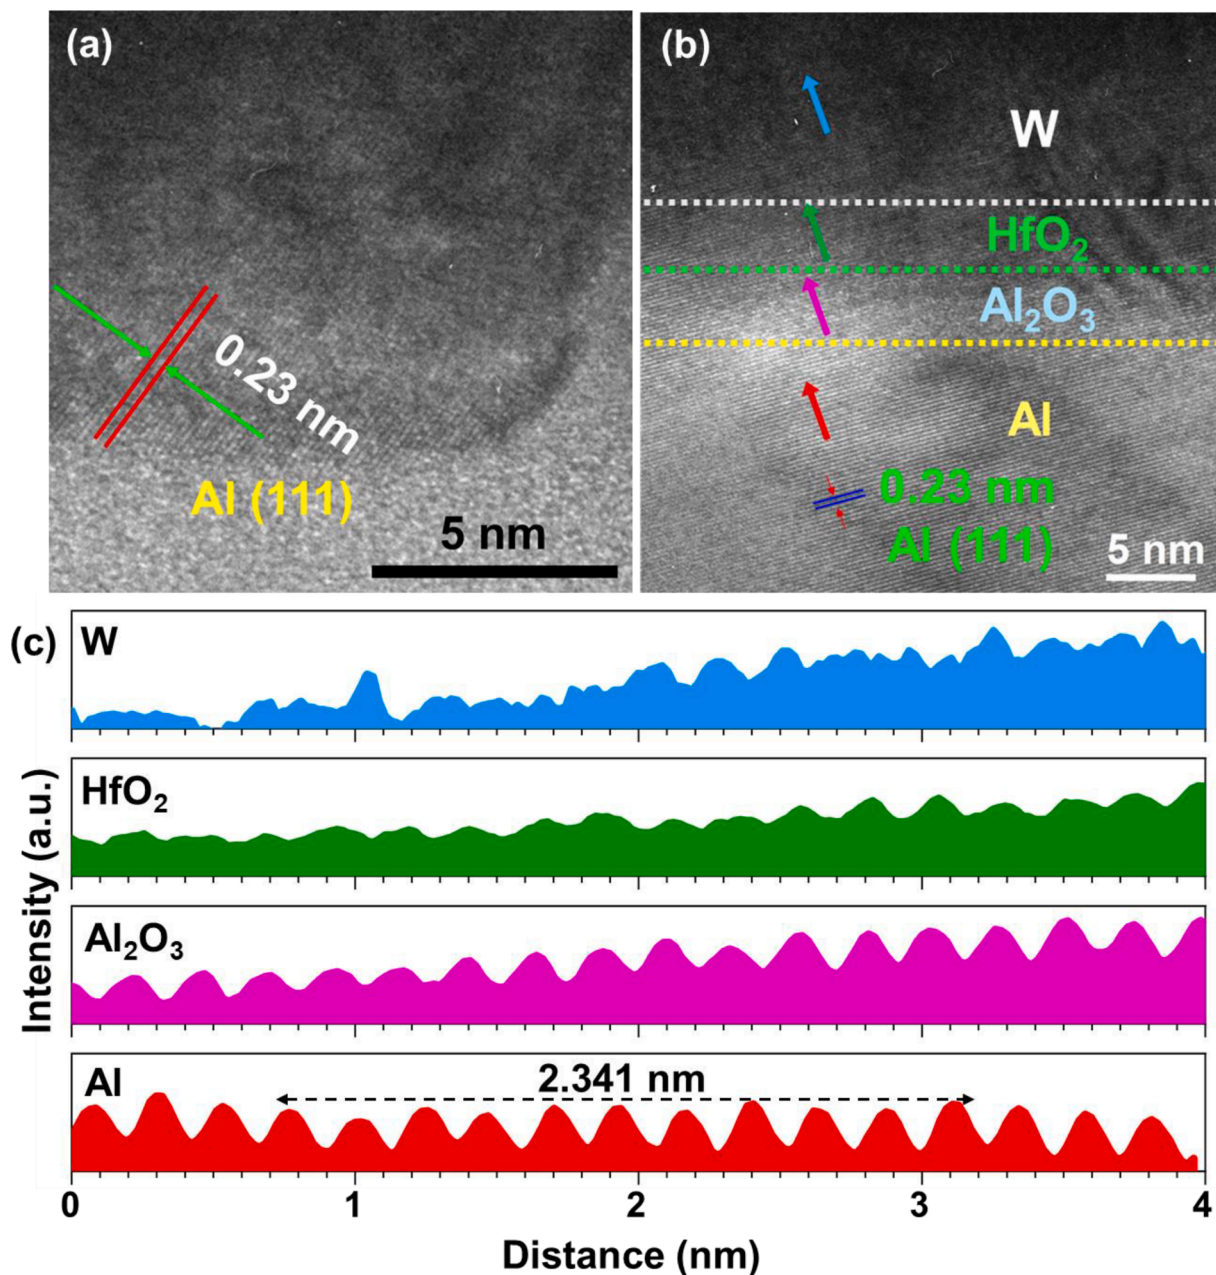 (a)
0.23 nm
Al (111)
5 nm
(b)
W
HfO₂
Al₂O₃
Al
0.23 nm
Al (111)
5 nm
(c)
W
HfO₂
Al₂O₃
Al
2.341 nm
Intensity (a.u.)
0 1 2 3 4
Distance (nm)